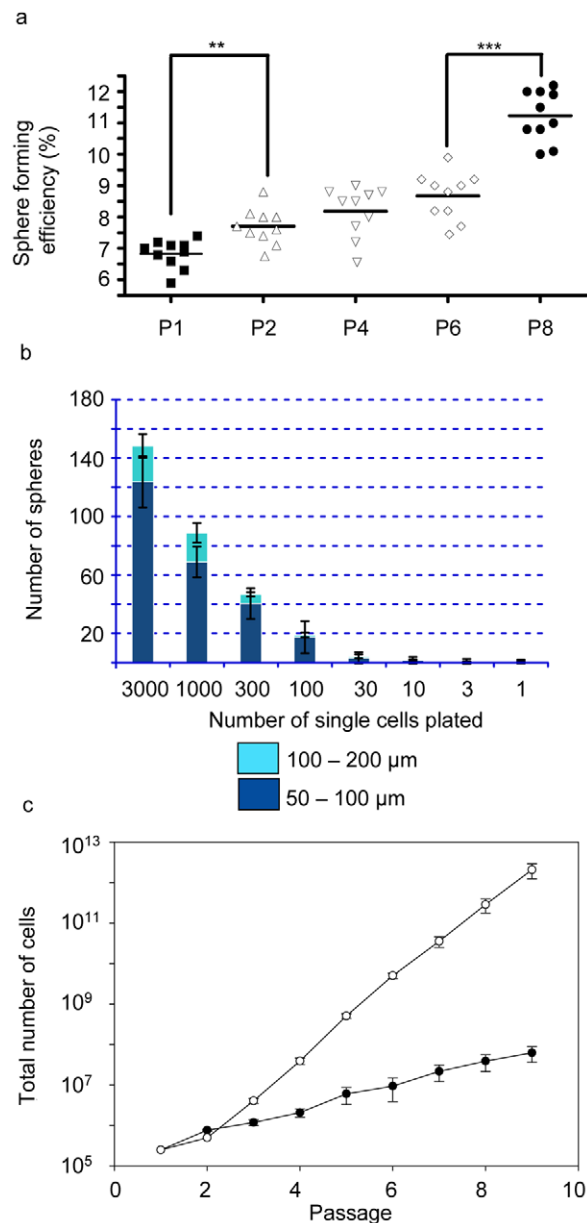 a
** ***
12
11
10
9
8
7
6
Sphere forming
efficiency (%)
P1 P2 P4 P6 P8
b
180
140
100
60
20
Number of spheres
3000 1000 300 100 30 10 3 1
Number of single cells plated
100 – 200 µm
50 – 100 µm
c
10¹³
10¹¹
10⁹
10⁷
10⁵
Total number of cells
0 2 4 6 8 10
Passage